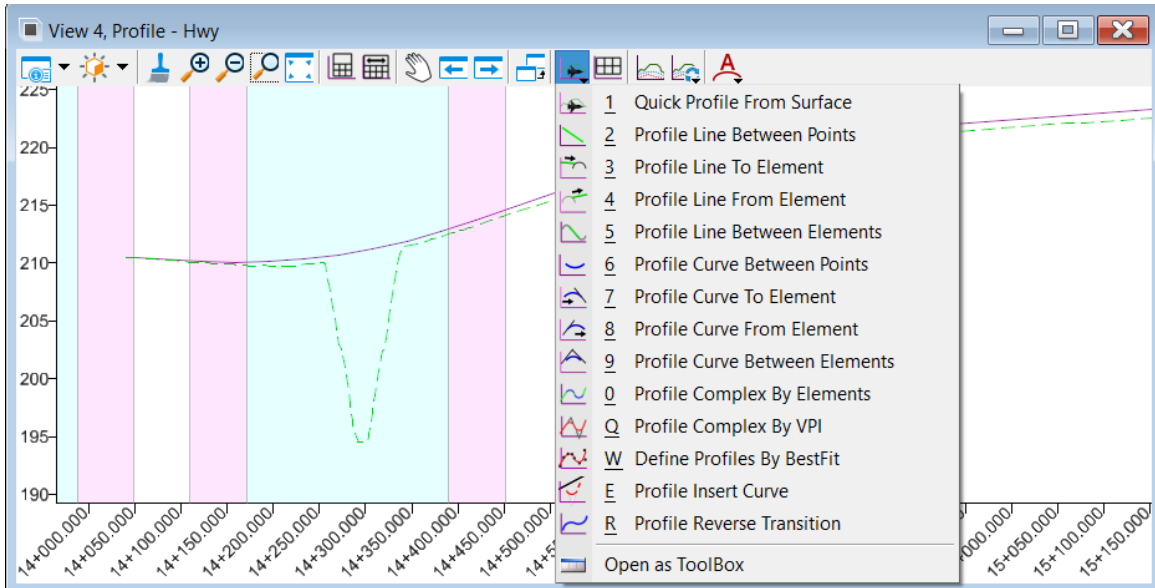 View 4, Profile - Hwy
1 Quick Profile From Surface
2 Profile Line Between Points
3 Profile Line To Element
4 Profile Line From Element
5 Profile Line Between Elements
6 Profile Curve Between Points
7 Profile Curve To Element
8 Profile Curve From Element
9 Profile Curve Between Elements
0 Profile Complex By Elements
Q Profile Complex By VPI
W Define Profiles By BestFit
E Profile Insert Curve
R Profile Reverse Transition
Open as ToolBox
225
220
215
210
205
200
195
190
14+000.000
14+050.000
14+100.000
14+150.000
14+200.000
14+250.000
14+300.000
14+350.000
14+400.000
14+450.000
14+500.000
15+050.000
15+100.000
15+150.000